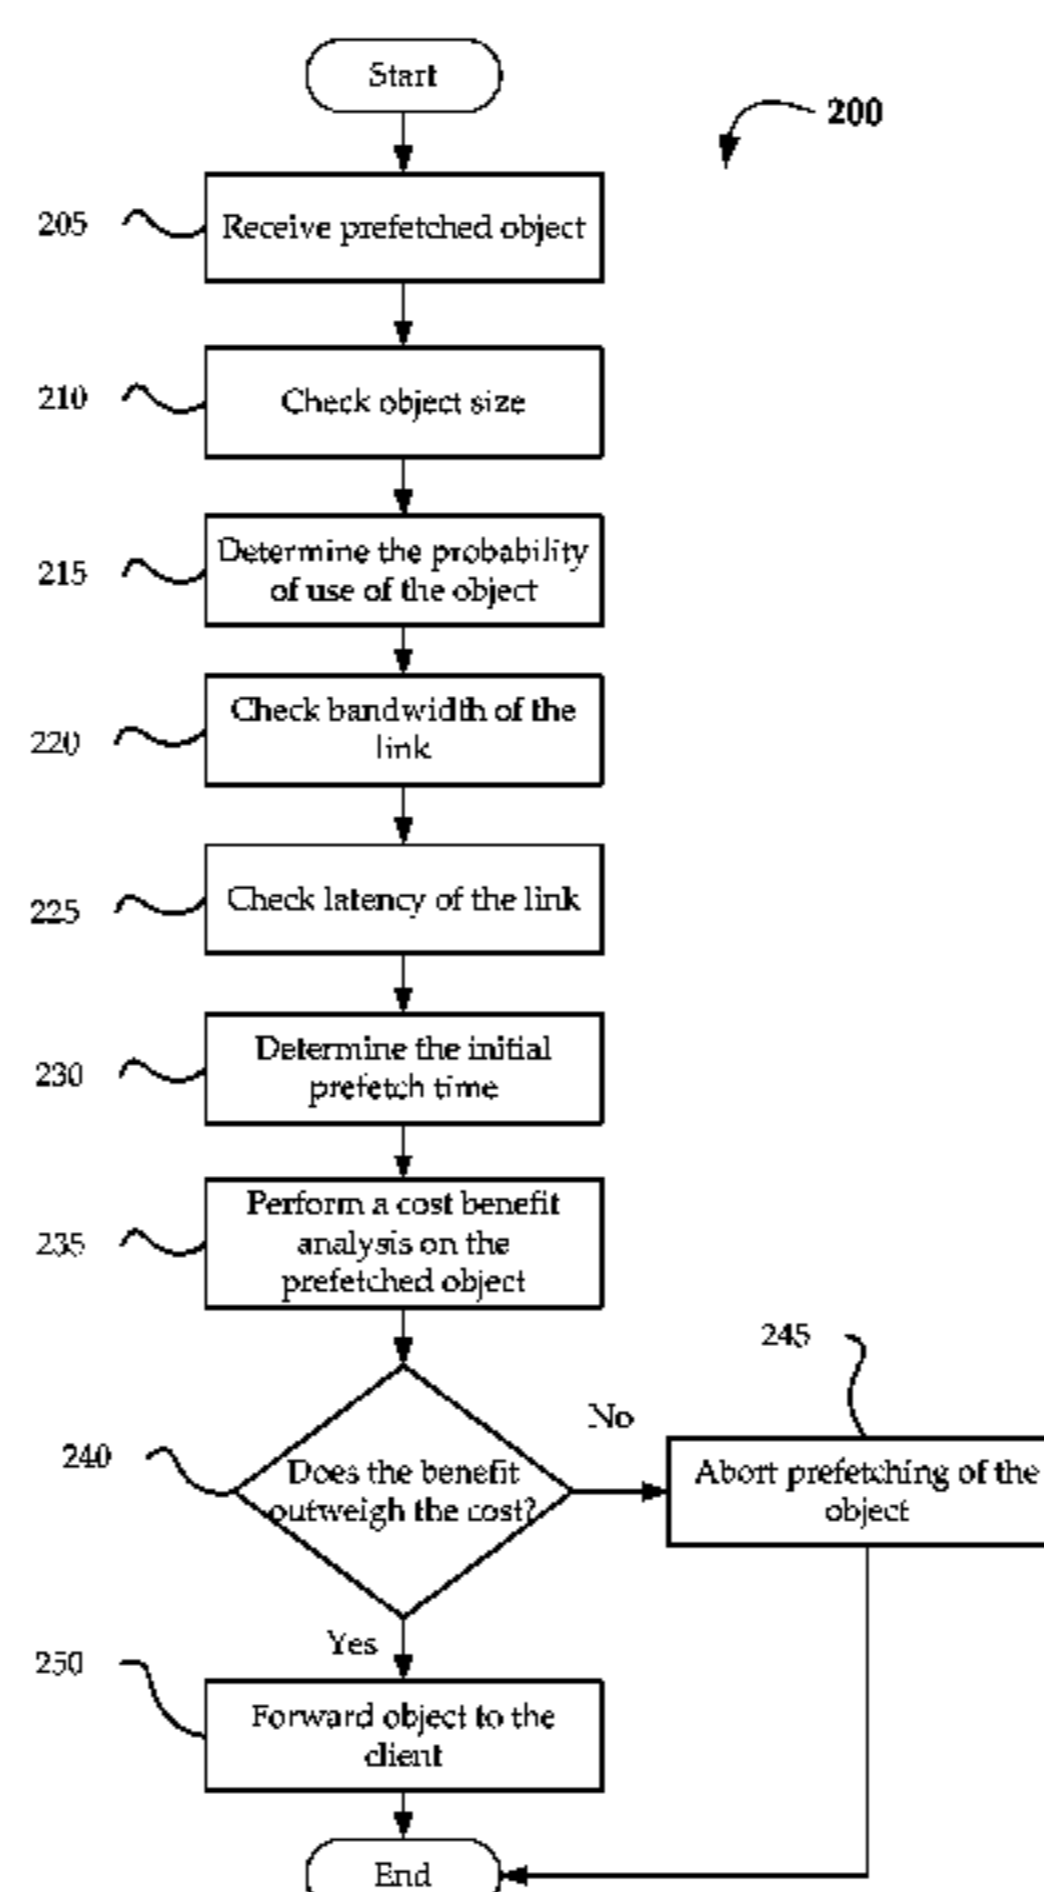 Start
200
205
Receive prefetched object
210
Check object size
215
Determine the probability
of use of the object
220
Check bandwidth of the
link
225
Check latency of the link
230
Determine the initial
prefetch time
235
Perform a cost benefit
analysis on the
prefetched object
245
No
240
Does the benefit
outweigh the cost?
Abort prefetching of the
object
Yes
250
Forward object to the
client
End